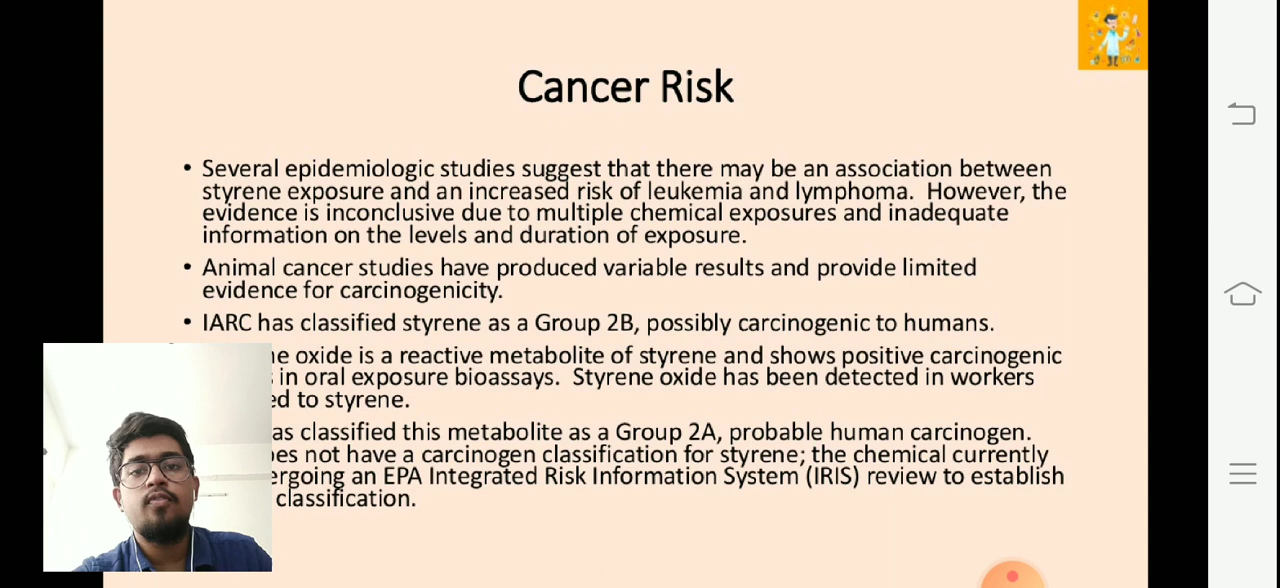 Cancer Risk
• Several epidemiologic studies suggest that there may be an association between
styrene exposure and an increased risk of leukemia and lymphoma. However, the
evidence is inconclusive due to multiple chemical exposures and inadequate
information on the levels and duration of exposure.
• Animal cancer studies have produced variable results and provide limited
evidence for carcinogenicity.
• IARC has classified styrene as a Group 2B, possibly carcinogenic to humans.
oxide is a reactive metabolite of styrene and shows positive carcinogenic
in oral exposure bioassays. Styrene oxide has been detected in workers
to styrene.
classified this metabolite as a Group 2A, probable human carcinogen.
not have a carcinogen classification for styrene; the chemical currently
an EPA Integrated Risk Information System (IRIS) review to establish
classification.